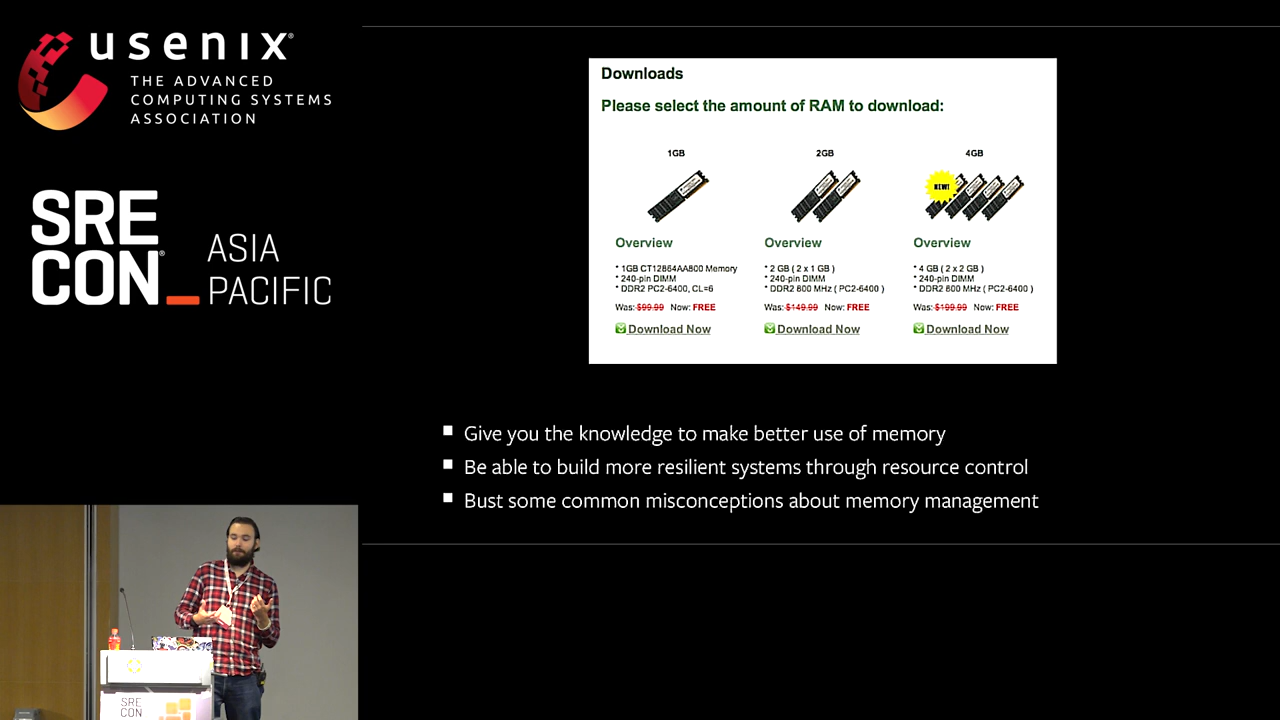 usenix®
THE ADVANCED
COMPUTING SYSTEMS
ASSOCIATION
SRE
CON®
ASIA
PACIFIC
Downloads
Please select the amount of RAM to download:
1GB
2GB
4GB
NEW!
Overview
* 1GB CT12864AA800 Memory
* 240-pin DIMM
* DDR2 PC2-6400, CL=6
Was: $99.99 Now: FREE
Download Now
Overview
* 2 GB ( 2 x 1 GB )
* 240-pin DIMM
* DDR2 800 MHz ( PC2-6400 )
Was: $149.99 Now: FREE
Download Now
Overview
* 4 GB ( 2 x 2 GB )
* 240-pin DIMM
* DDR2 800 MHz ( PC2-6400 )
Was: $199.99 Now: FREE
Download Now
▪ Give you the knowledge to make better use of memory
▪ Be able to build more resilient systems through resource control
▪ Bust some common misconceptions about memory management
SRE
CON